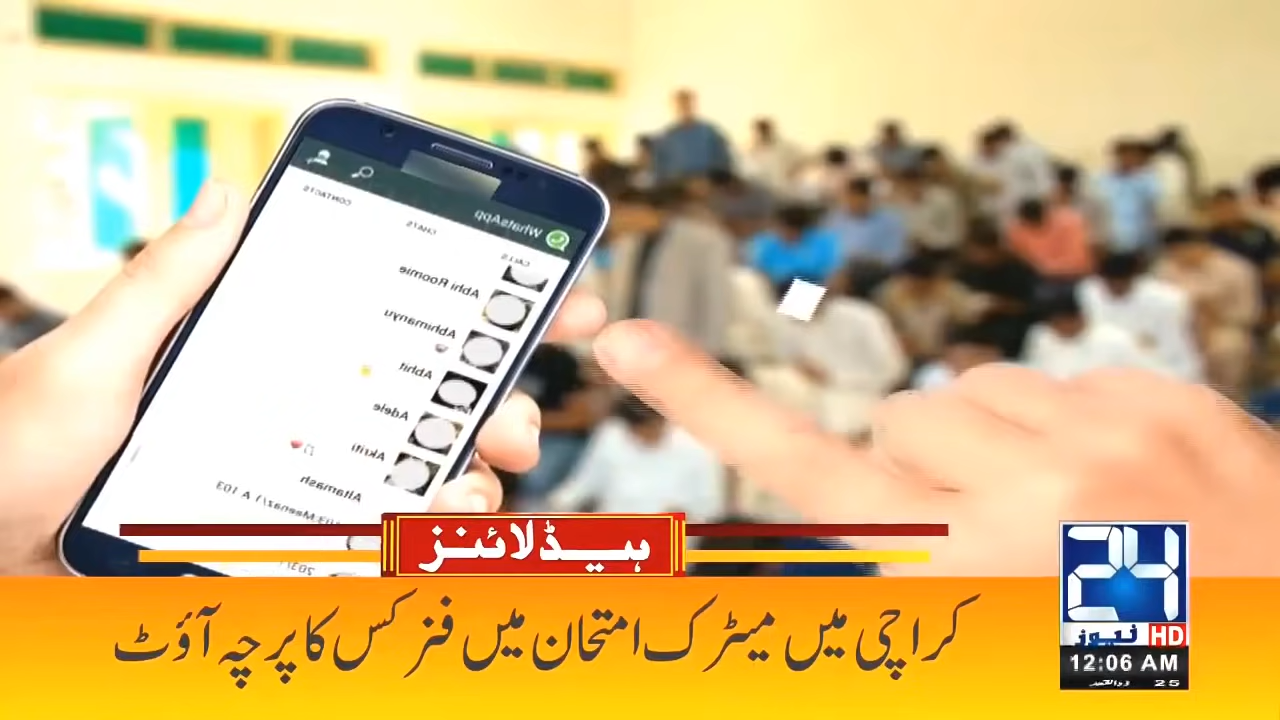 WhatsApp
CONTACTS
CHATS
CALLS
Abhi Roomie
Abhimanyu
Abhit
Adele
Akriti
Altamash
ہیڈلائنز
کراچی میں میٹرک امتحان میں فزکس کا پرچہ آؤٹ
24
نیوز HD
12:06 AM
25